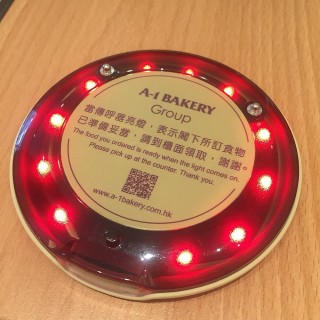 A-1 BAKERY
Group
當傳呼器亮燈，表示閣下所訂食物
已準備妥當，請到櫃面領取，謝謝。
The food you ordered is ready when the light comes on.
Please pick up at the counter. Thank you.
www.a-1bakery.com.hk